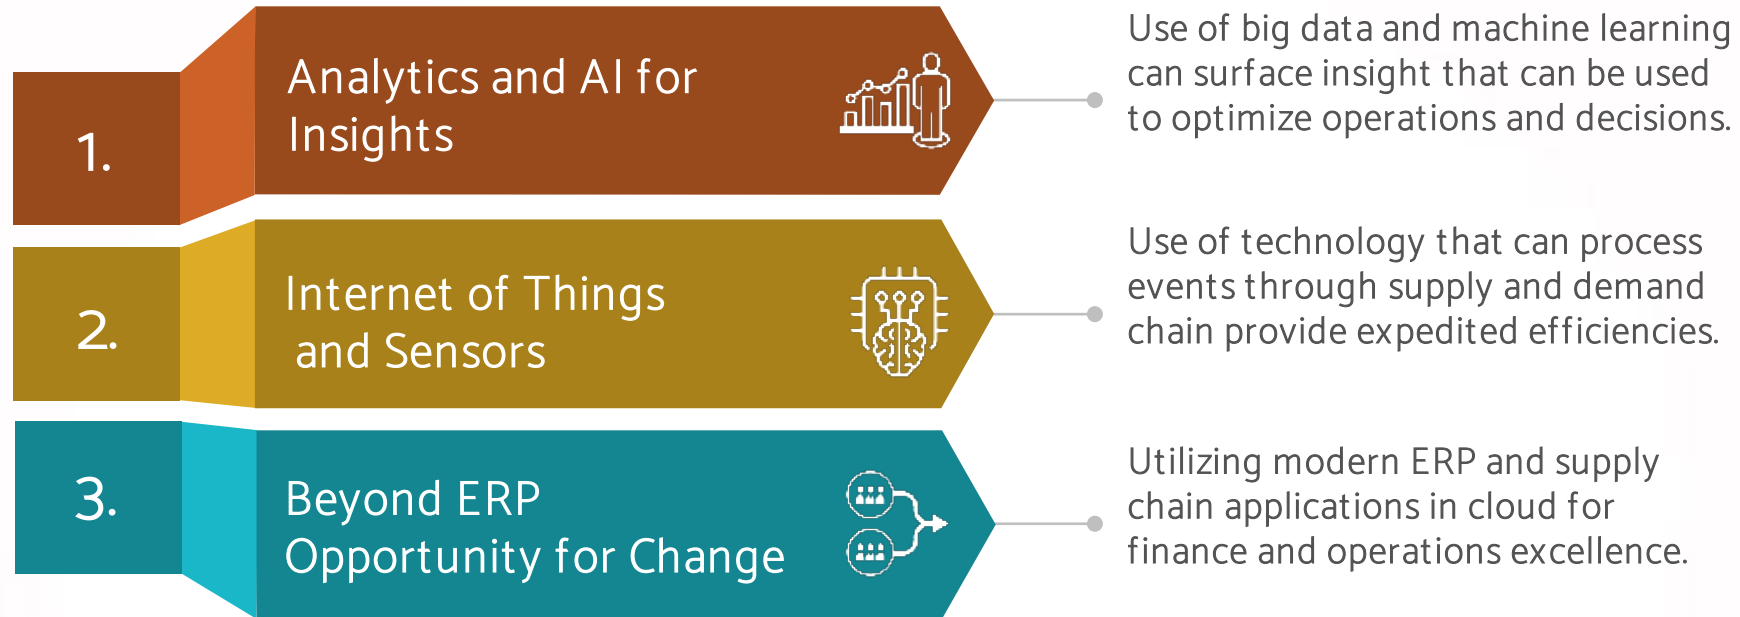 1.
Analytics and AI for
Insights
Use of big data and machine learning
can surface insight that can be used
to optimize operations and decisions.
2.
Internet of Things
and Sensors
Use of technology that can process
events through supply and demand
chain provide expedited efficiencies.
3.
Beyond ERP
Opportunity for Change
Utilizing modern ERP and supply
chain applications in cloud for
finance and operations excellence.